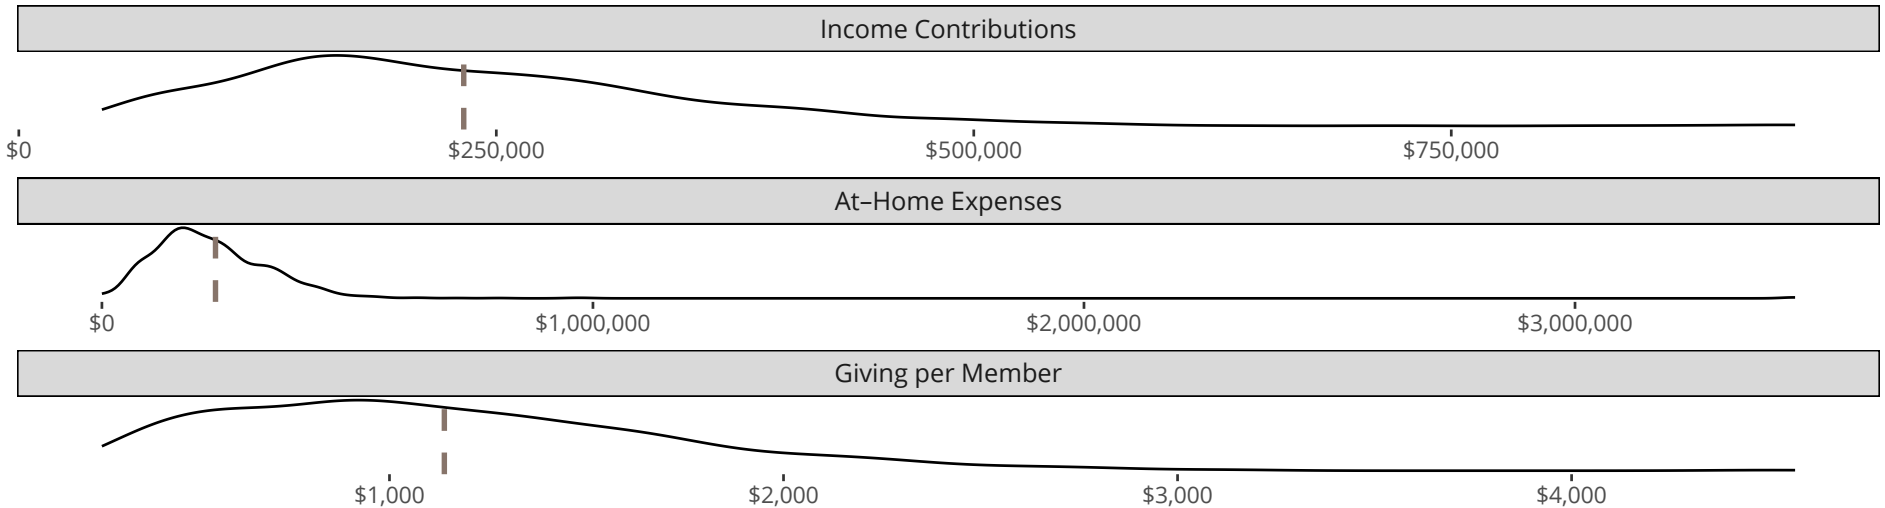 Income Contributions
$0 $250,000 $500,000 $750,000
At–Home Expenses
$0 $1,000,000 $2,000,000 $3,000,000
Giving per Member
$1,000 $2,000 $3,000 $4,000